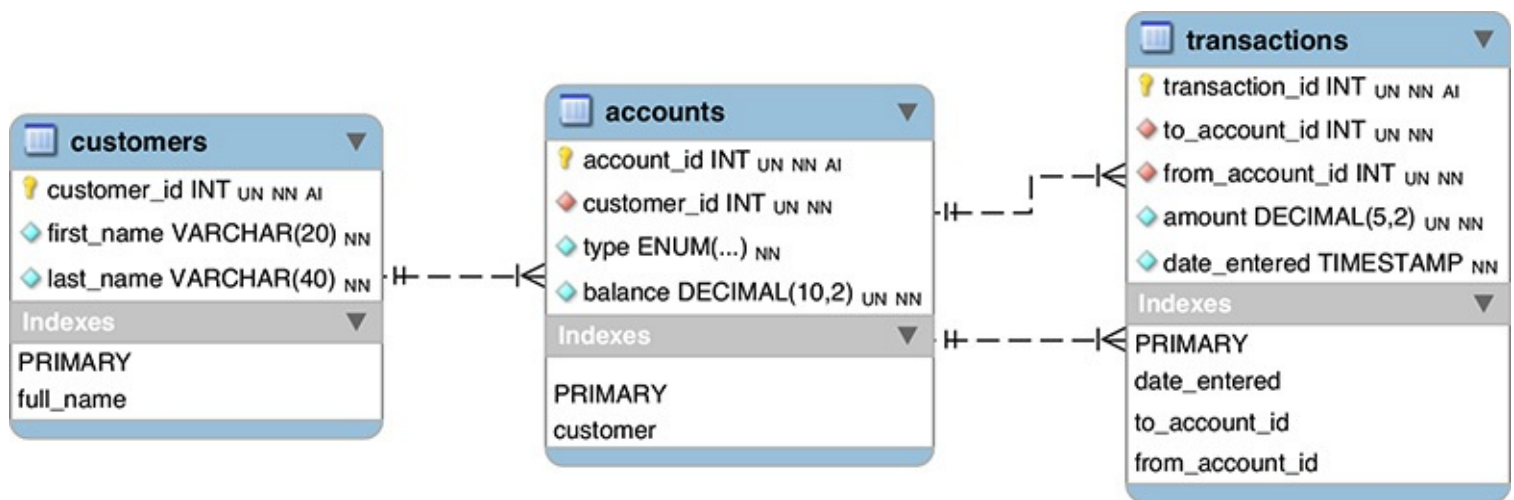 customers
customer_id INT UN NN AI
first_name VARCHAR(20) NN
last_name VARCHAR(40) NN
Indexes
PRIMARY
full_name
accounts
account_id INT UN NN AI
customer_id INT UN NN
type ENUM(...) NN
balance DECIMAL(10,2) UN NN
Indexes
PRIMARY
customer
transactions
transaction_id INT UN NN AI
to_account_id INT UN NN
from_account_id INT UN NN
amount DECIMAL(5,2) UN NN
date_entered TIMESTAMP NN
Indexes
PRIMARY
date_entered
to_account_id
from_account_id